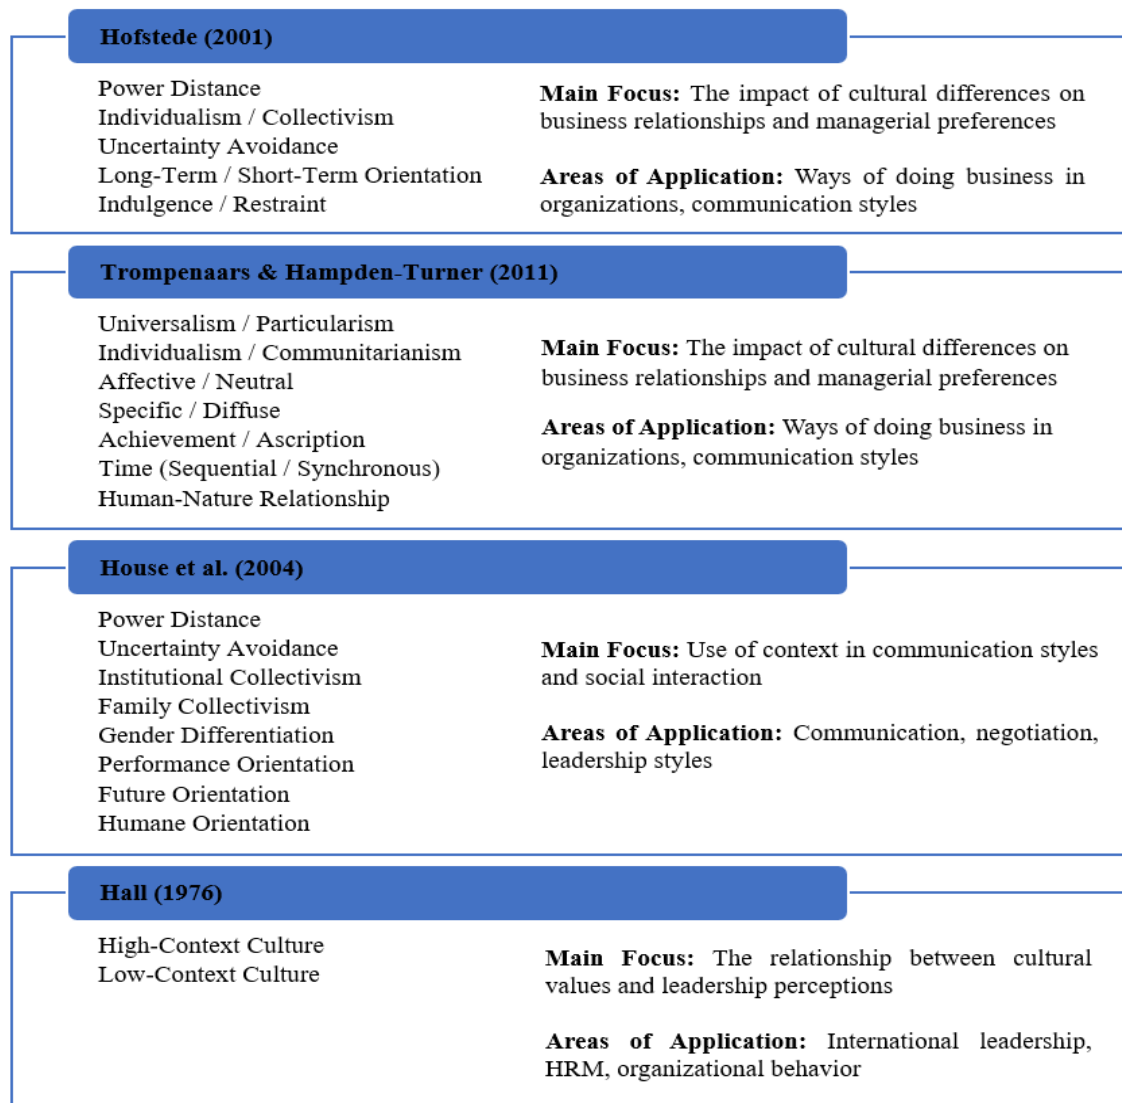 Hofstede (2001)
Power Distance
Individualism / Collectivism
Uncertainty Avoidance
Long-Term / Short-Term Orientation
Indulgence / Restraint
Main Focus: The impact of cultural differences on
business relationships and managerial preferences
Areas of Application: Ways of doing business in
organizations, communication styles
Trompenaars & Hampden-Turner (2011)
Universalism / Particularism
Individualism / Communitarianism
Affective / Neutral
Specific / Diffuse
Achievement / Ascription
Time (Sequential / Synchronous)
Human-Nature Relationship
Main Focus: The impact of cultural differences on
business relationships and managerial preferences
Areas of Application: Ways of doing business in
organizations, communication styles
House et al. (2004)
Power Distance
Uncertainty Avoidance
Institutional Collectivism
Family Collectivism
Gender Differentiation
Performance Orientation
Future Orientation
Humane Orientation
Main Focus: Use of context in communication styles
and social interaction
Areas of Application: Communication, negotiation,
leadership styles
Hall (1976)
High-Context Culture
Low-Context Culture
Main Focus: The relationship between cultural
values and leadership perceptions
Areas of Application: International leadership,
HRM, organizational behavior